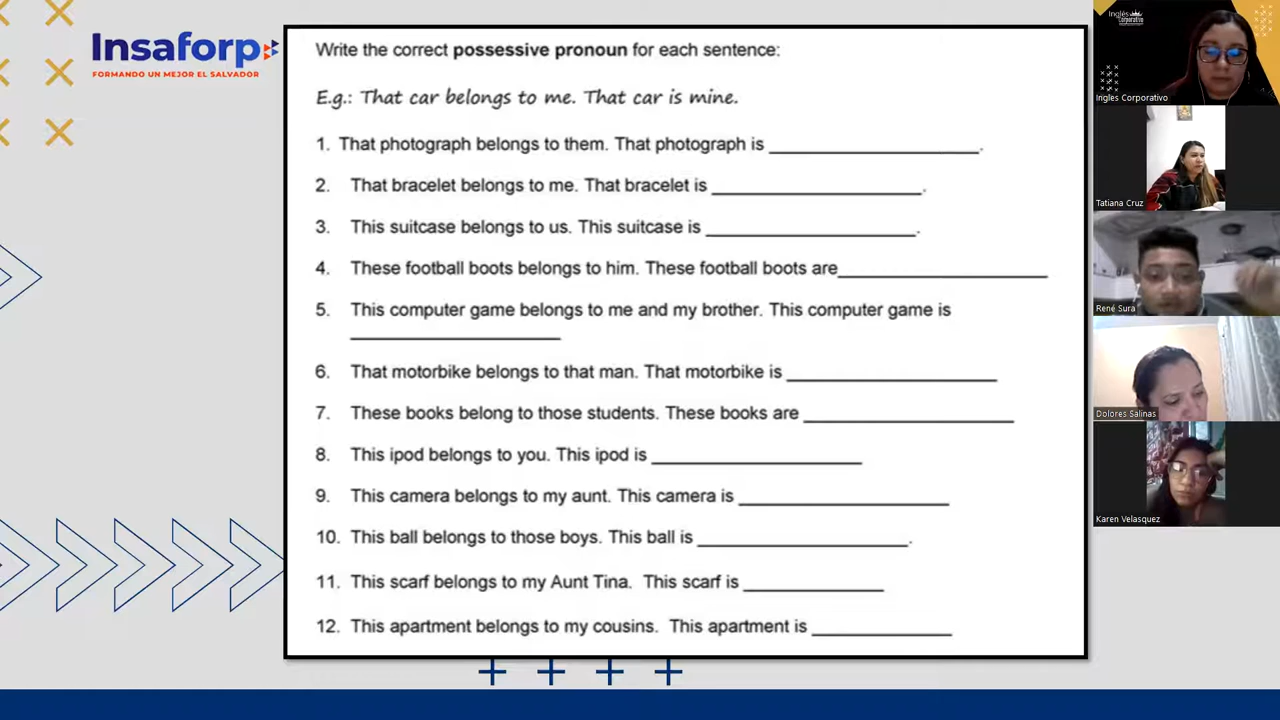 Insaforp
FORMANDO UN MEJOR EL SALVADOR
Write the correct possessive pronoun for each sentence:
E.g.: That car belongs to me. That car is mine.
1. That photograph belongs to them. That photograph is ____________________.
2. That bracelet belongs to me. That bracelet is ____________________.
3. This suitcase belongs to us. This suitcase is ____________________.
4. These football boots belongs to him. These football boots are____________________
5. This computer game belongs to me and my brother. This computer game is
____________________
6. That motorbike belongs to that man. That motorbike is ____________________
7. These books belong to those students. These books are ____________________
8. This ipod belongs to you. This ipod is ____________________
9. This camera belongs to my aunt. This camera is ____________________
10. This ball belongs to those boys. This ball is ____________________.
11. This scarf belongs to my Aunt Tina. This scarf is ______________
12. This apartment belongs to my cousins. This apartment is ______________
Inglés
Corporativo
Ingles Corporativo
Tatiana Cruz
René Sura
Dolores Salinas
Karen Velasquez